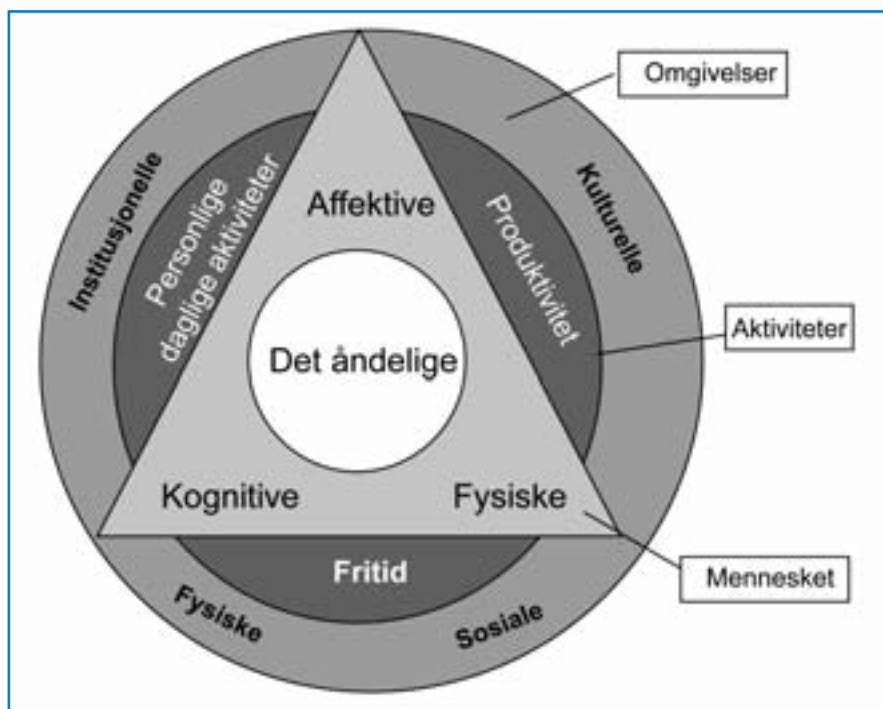 Omgivelser
Institusjonelle
Kulturelle
Personlige
daglige aktiviteter
Affektive
Produktivitet
Aktiviteter
Det åndelige
Kognitive
Fysiske
Fritid
Mennesket
Fysiske
Sosiale